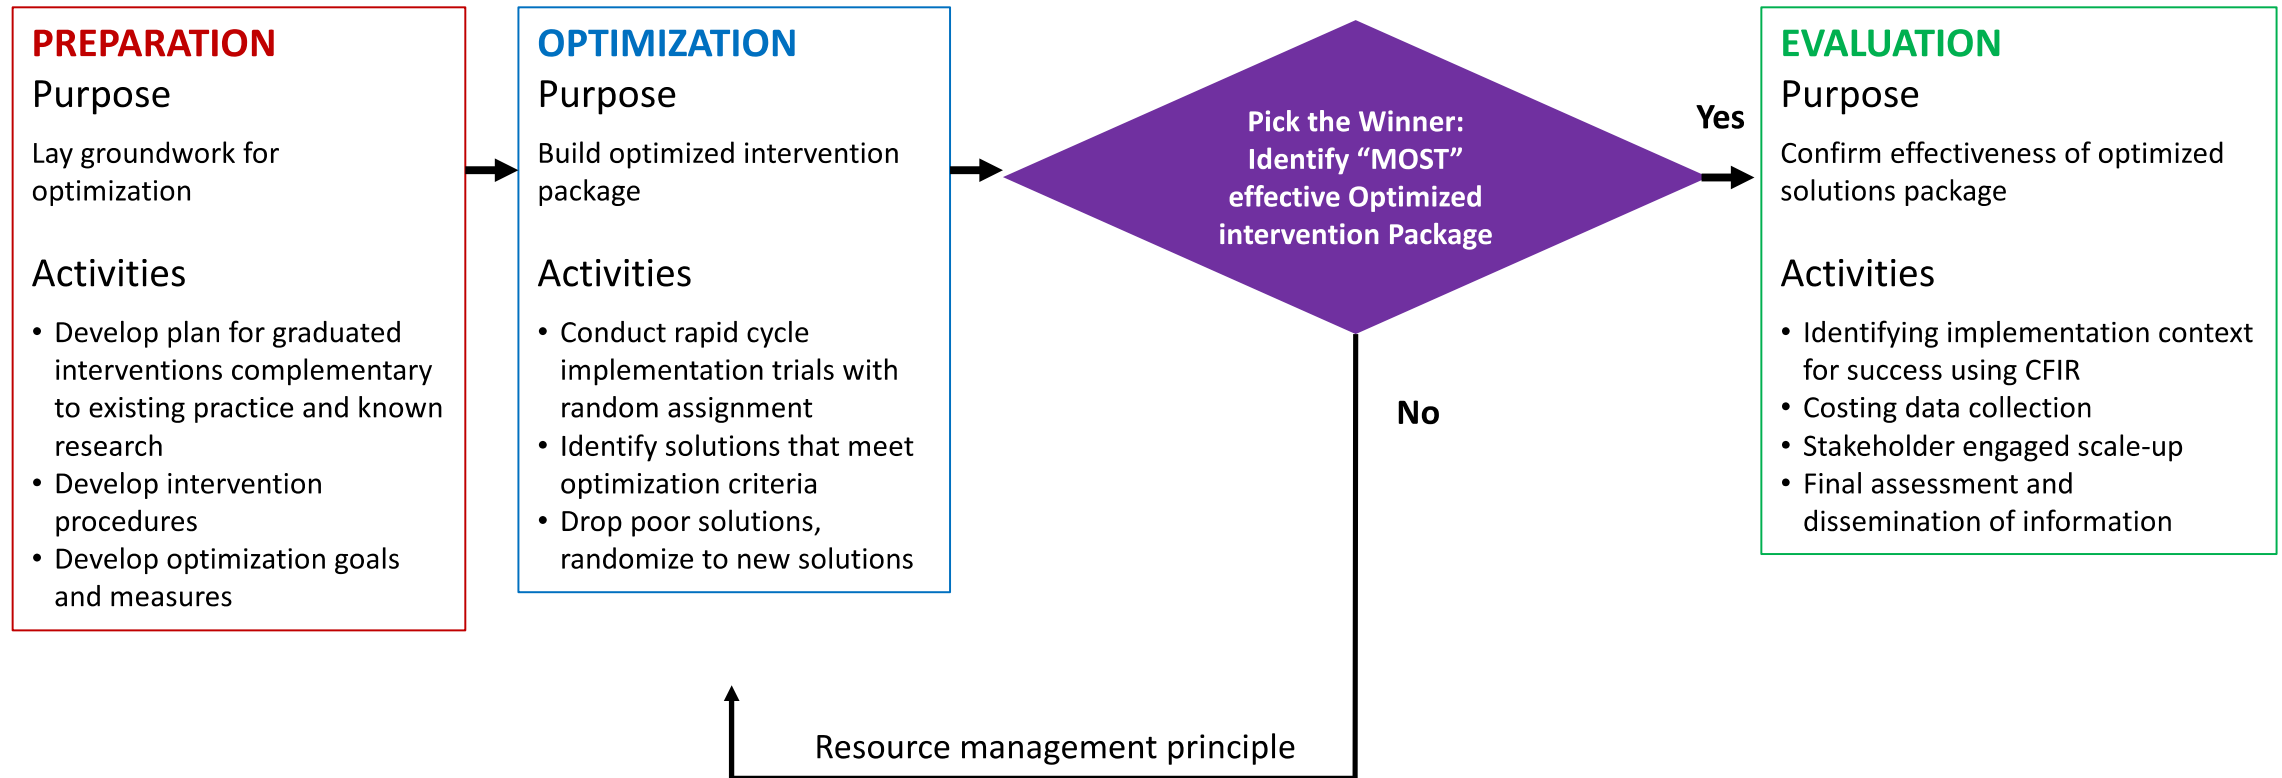 PREPARATION
Purpose
Lay groundwork for
optimization
Activities
• Develop plan for graduated
interventions complementary
to existing practice and known
research
• Develop intervention
procedures
• Develop optimization goals
and measures
OPTIMIZATION
Purpose
Build optimized intervention
package
Activities
• Conduct rapid cycle
implementation trials with
random assignment
• Identify solutions that meet
optimization criteria
• Drop poor solutions,
randomize to new solutions
Pick the Winner:
Identify “MOST”
effective Optimized
intervention Package
Yes
No
Resource management principle
EVALUATION
Purpose
Confirm effectiveness of optimized
solutions package
Activities
• Identifying implementation context
for success using CFIR
• Costing data collection
• Stakeholder engaged scale-up
• Final assessment and
dissemination of information